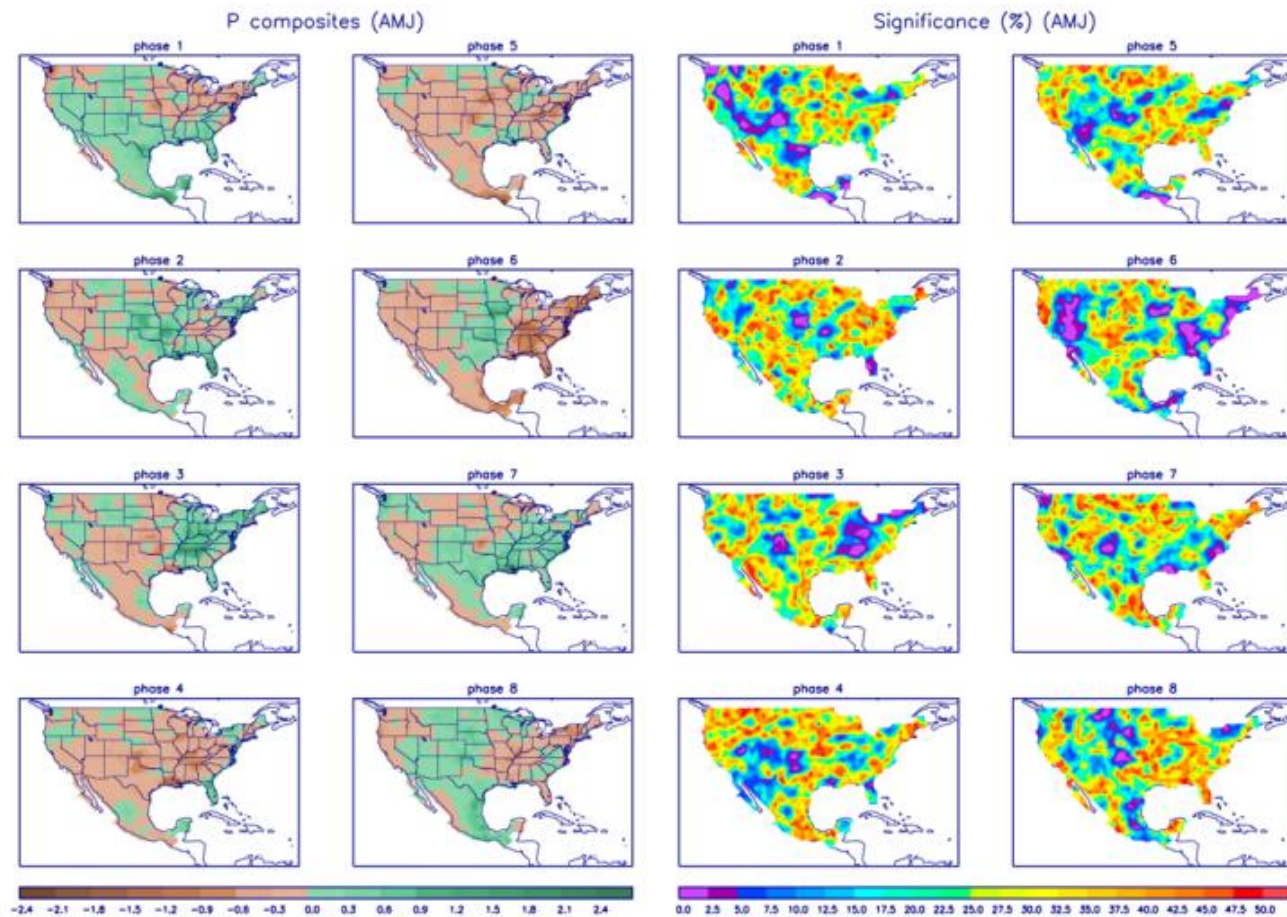 P composites (AMJ) Significance (%) (AMJ)
phase 1 phase 5 phase 1 phase 5
phase 2 phase 6 phase 2 phase 6
phase 3 phase 7 phase 3 phase 7
phase 4 phase 8 phase 4 phase 8
-2.4 -2.1 -1.8 -1.5 -1.2 -0.9 -0.6 -0.3 0.0 0.3 0.6 0.9 1.2 1.5 1.8 2.1 2.4
0.0 2.5 5.0 7.5 10.0 12.5 15.0 17.5 20.0 22.5 25.0 27.5 30.0 32.5 35.0 37.5 40.0 42.5 45.0 47.5 50.0